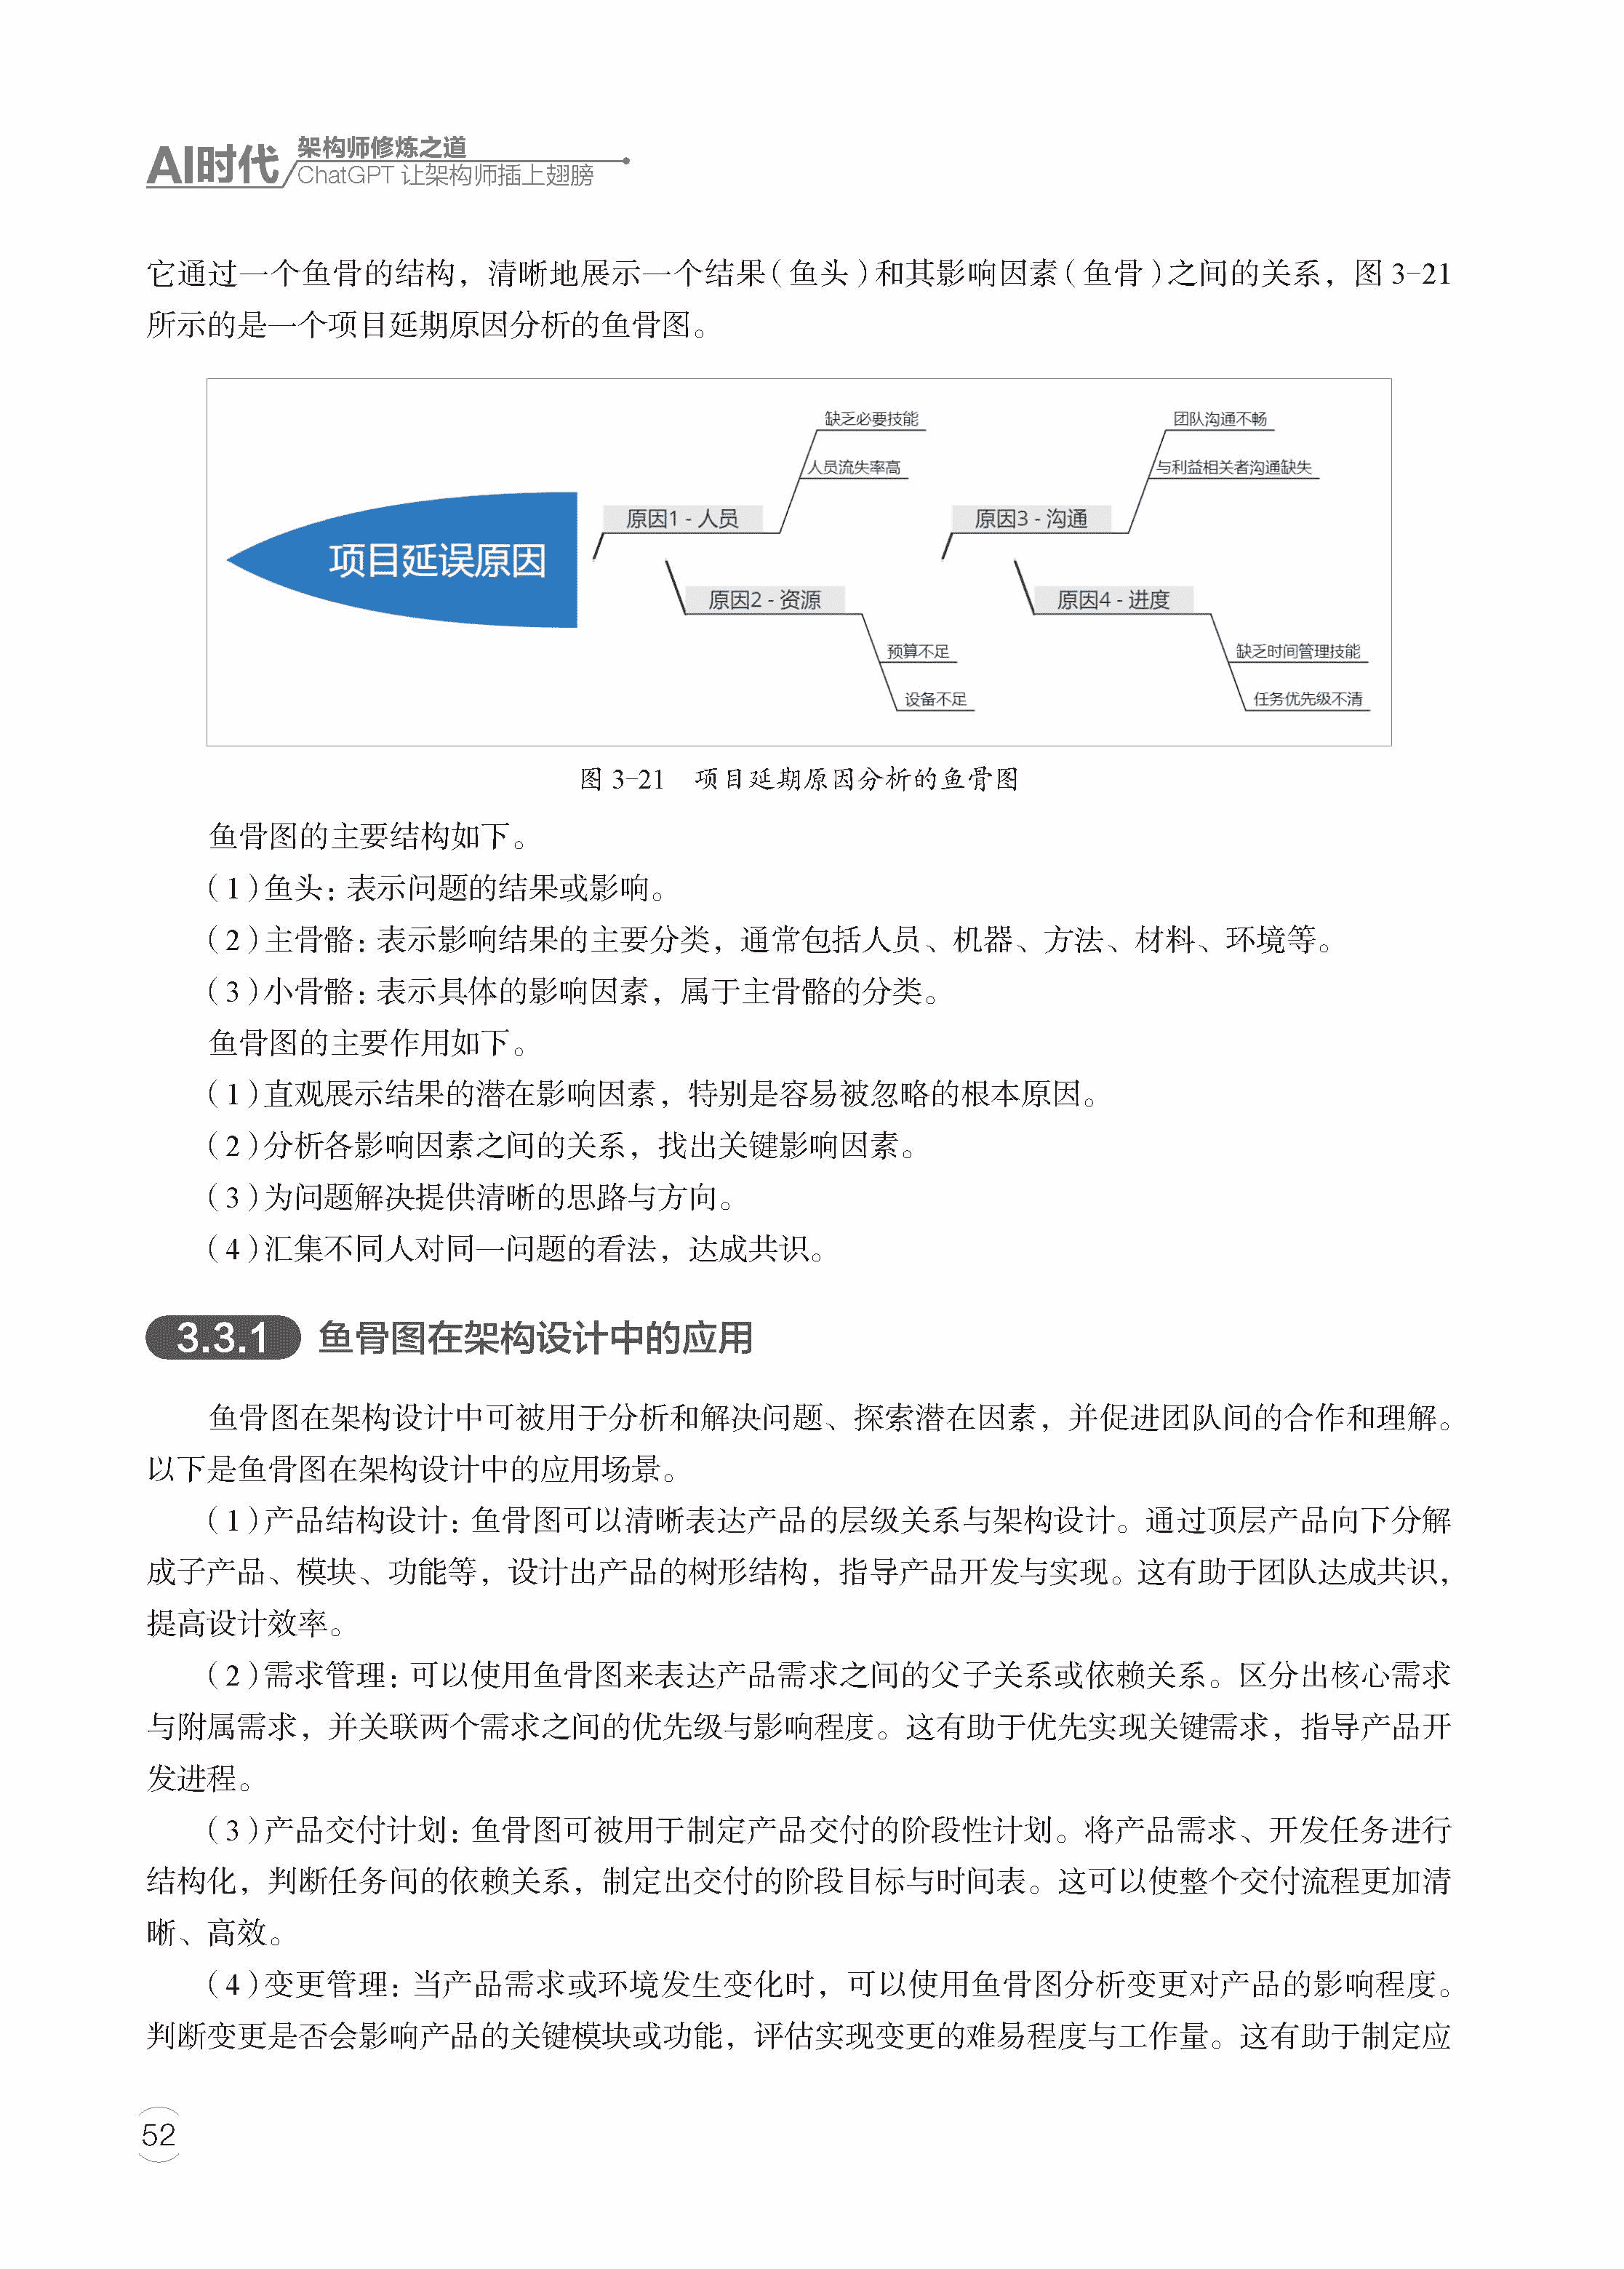 AI时代
架构师修炼之道
ChatGPT 让架构师插上翅膀
它通过一个鱼骨的结构，清晰地展示一个结果（鱼头）和其影响因素（鱼骨）之间的关系，图 3-21
所示的是一个项目延期原因分析的鱼骨图。
缺乏必要技能
人员流失率高
原因1 - 人员
团队沟通不畅
与利益相关者沟通缺失
原因3 - 沟通
项目延误原因
原因2 - 资源
预算不足
设备不足
原因4 - 进度
缺乏时间管理技能
任务优先级不清
图 3-21 项目延期原因分析的鱼骨图
鱼骨图的主要结构如下。
（1）鱼头：表示问题的结果或影响。
（2）主骨骼：表示影响结果的主要分类，通常包括人员、机器、方法、材料、环境等。
（3）小骨骼：表示具体的影响因素，属于主骨骼的分类。
鱼骨图的主要作用如下。
（1）直观展示结果的潜在影响因素，特别是容易被忽略的根本原因。
（2）分析各影响因素之间的关系，找出关键影响因素。
（3）为问题解决提供清晰的思路与方向。
（4）汇集不同人对同一问题的看法，达成共识。
3.3.1 鱼骨图在架构设计中的应用
鱼骨图在架构设计中可被用于分析和解决问题、探索潜在因素，并促进团队间的合作和理解。
以下是鱼骨图在架构设计中的应用场景。
（1）产品结构设计：鱼骨图可以清晰表达产品的层级关系与架构设计。通过顶层产品向下分解
成子产品、模块、功能等，设计出产品的树形结构，指导产品开发与实现。这有助于团队达成共识，
提高设计效率。
（2）需求管理：可以使用鱼骨图来表达产品需求之间的父子关系或依赖关系。区分出核心需求
与附属需求，并关联两个需求之间的优先级与影响程度。这有助于优先实现关键需求，指导产品开
发进程。
（3）产品交付计划：鱼骨图可被用于制定产品交付的阶段性计划。将产品需求、开发任务进行
结构化，判断任务间的依赖关系，制定出交付的阶段目标与时间表。这可以使整个交付流程更加清
晰、高效。
（4）变更管理：当产品需求或环境发生变化时，可以使用鱼骨图分析变更对产品的影响程度。
判断变更是否会影响产品的关键模块或功能，评估实现变更的难易程度与工作量。这有助于制定应
52